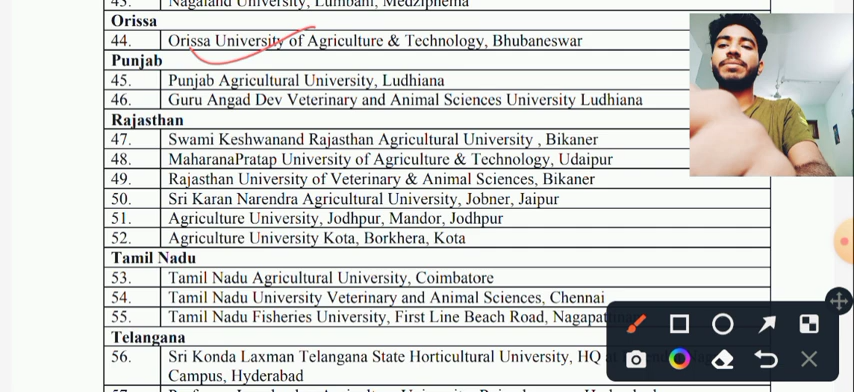 43. Nagaland University, Lumbani, Medziphema
Orissa
44. Orissa University of Agriculture & Technology, Bhubaneswar
Punjab
45. Punjab Agricultural University, Ludhiana
46. Guru Angad Dev Veterinary and Animal Sciences University Ludhiana
Rajasthan
47. Swami Keshwanand Rajasthan Agricultural University , Bikaner
48. MaharanaPratap University of Agriculture & Technology, Udaipur
49. Rajasthan University of Veterinary & Animal Sciences, Bikaner
50. Sri Karan Narendra Agricultural University, Jobner, Jaipur
51. Agriculture University, Jodhpur, Mandor, Jodhpur
52. Agriculture University Kota, Borkhera, Kota
Tamil Nadu
53. Tamil Nadu Agricultural University, Coimbatore
54. Tamil Nadu University Veterinary and Animal Sciences, Chennai
55. Tamil Nadu Fisheries University, First Line Beach Road,
Telangana
56. Sri Konda Laxman Telangana State Horticultural University, HQ
Campus, Hyderabad